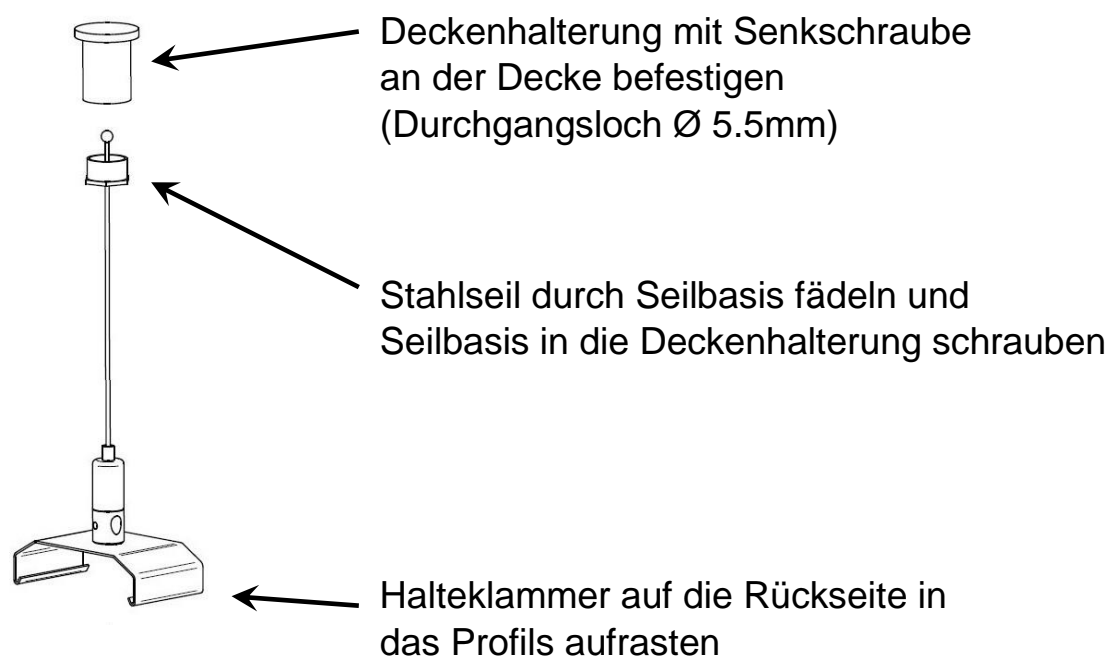 Deckenhalterung mit Senkschraube
an der Decke befestigen
(Durchgangsloch Ø 5.5mm)
Stahlseil durch Seilbasis fädeln und
Seilbasis in die Deckenhalterung schrauben
Halteklammer auf die Rückseite in
das Profils aufrasten